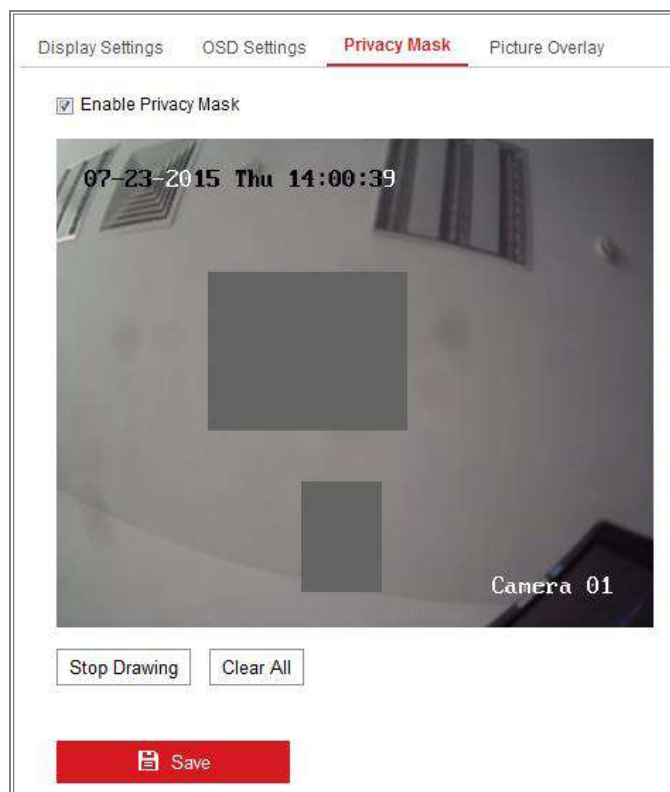 Display Settings OSD Settings Privacy Mask Picture Overlay
Enable Privacy Mask
07-23-2015 Thu 14:00:39
Camera 01
Stop Drawing Clear All
Save